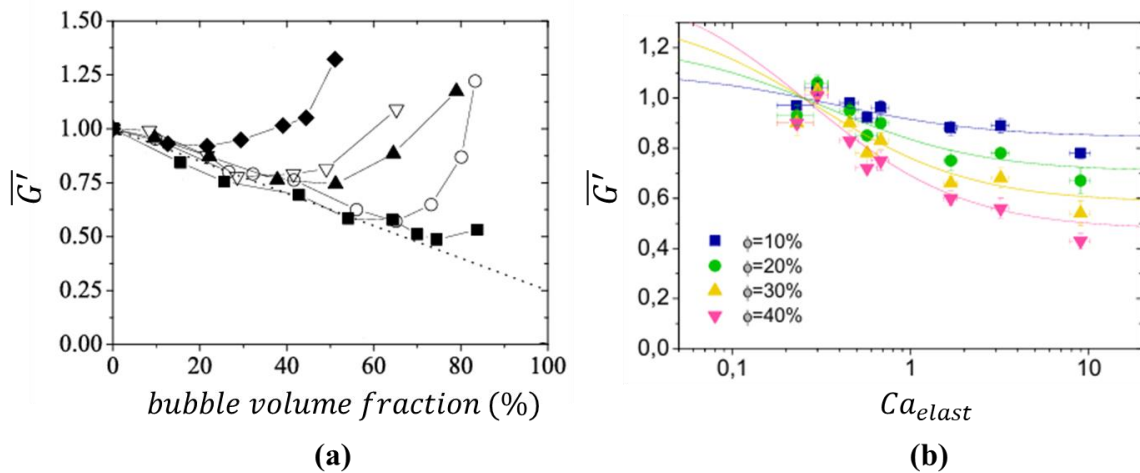 1.50
1.25
1.00
0.75
0.50
0.25
0.00
G'
0 20 40 60 80 100
bubble volume fraction (%)
(a)
1,2
1,0
0,8
0,6
0,4
0,2
0,0
G'
ϕ=10%
ϕ=20%
ϕ=30%
ϕ=40%
0,1 1 10
Ca_elast
(b)